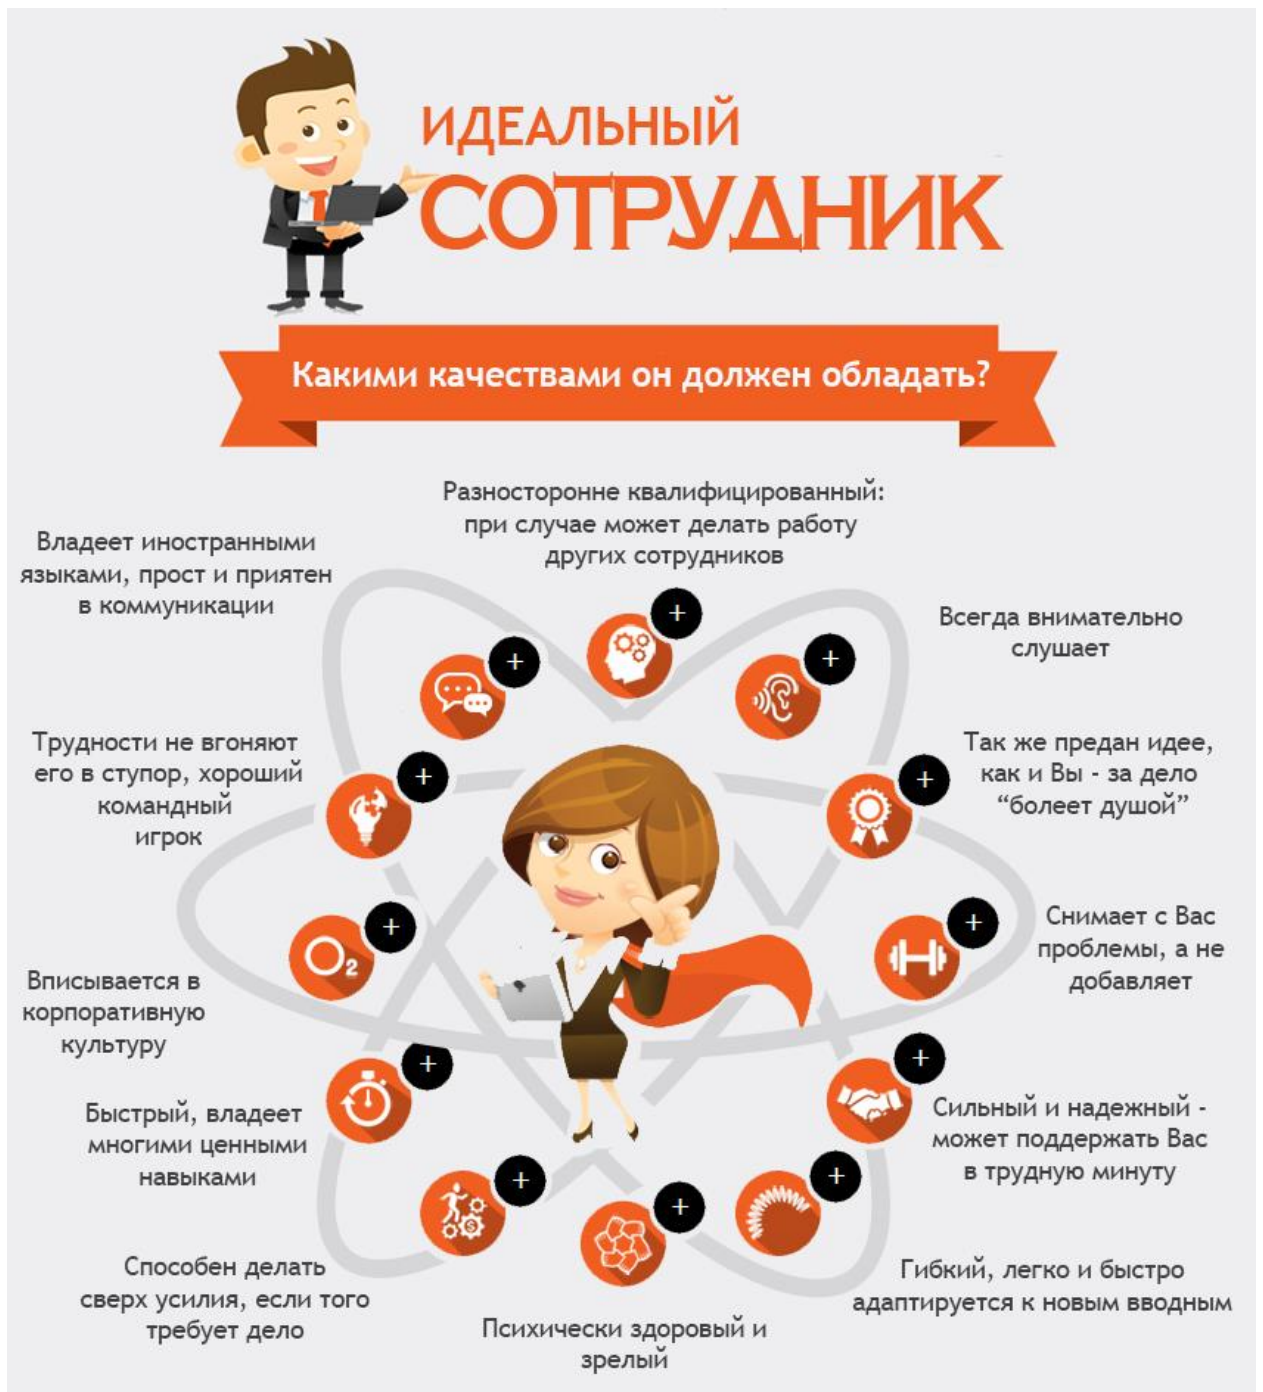 ИДЕАЛЬНЫЙ
СОТРУДНИК
Какими качествами он должен обладать?
Разносторонне квалифицированный:
при случае может делать работу
других сотрудников
Владеет иностранными
языками, прост и приятен
в коммуникации
Всегда внимательно
слушает
Трудности не вгоняют
его в ступор, хороший
командный
игрок
Так же предан идее,
как и Вы - за дело
“болеет душой”
Снимает с Вас
проблемы, а не
добавляет
O2
Вписывается в
корпоративную
культуру
Быстрый, владеет
многими ценными
навыками
Сильный и надежный -
может поддержать Вас
в трудную минуту
$
Способен делать
сверх усилия, если того
требует дело
Гибкий, легко и быстро
адаптируется к новым вводным
Психически здоровый и
зрелый
+
+
+
+
+
+
+
+
+
+
+
+